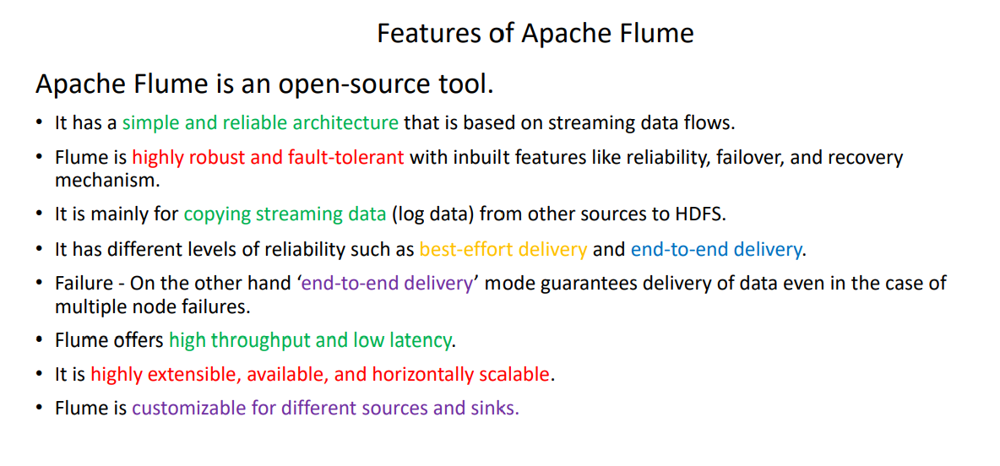 Features of Apache Flume
Apache Flume is an open-source tool.
• It has a simple and reliable architecture that is based on streaming data flows.
• Flume is highly robust and fault-tolerant with inbuilt features like reliability, failover, and recovery
mechanism.
• It is mainly for copying streaming data (log data) from other sources to HDFS.
• It has different levels of reliability such as best-effort delivery and end-to-end delivery.
• Failure - On the other hand ‘end-to-end delivery’ mode guarantees delivery of data even in the case of
multiple node failures.
• Flume offers high throughput and low latency.
• It is highly extensible, available, and horizontally scalable.
• Flume is customizable for different sources and sinks.